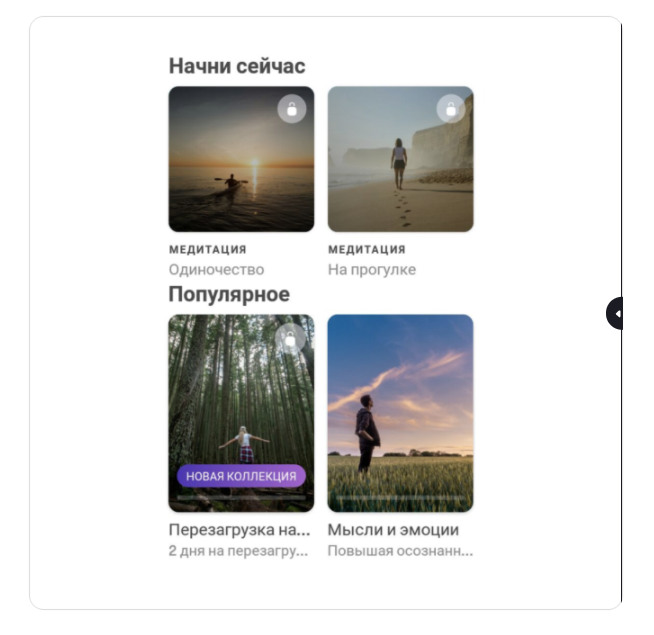 Начни сейчас
МЕДИТАЦИЯ
Одиночество
МЕДИТАЦИЯ
На прогулке
Популярное
НОВАЯ КОЛЛЕКЦИЯ
Перезагрузка на...
2 дня на перезагру...
Мысли и эмоции
Повышая осознанн...